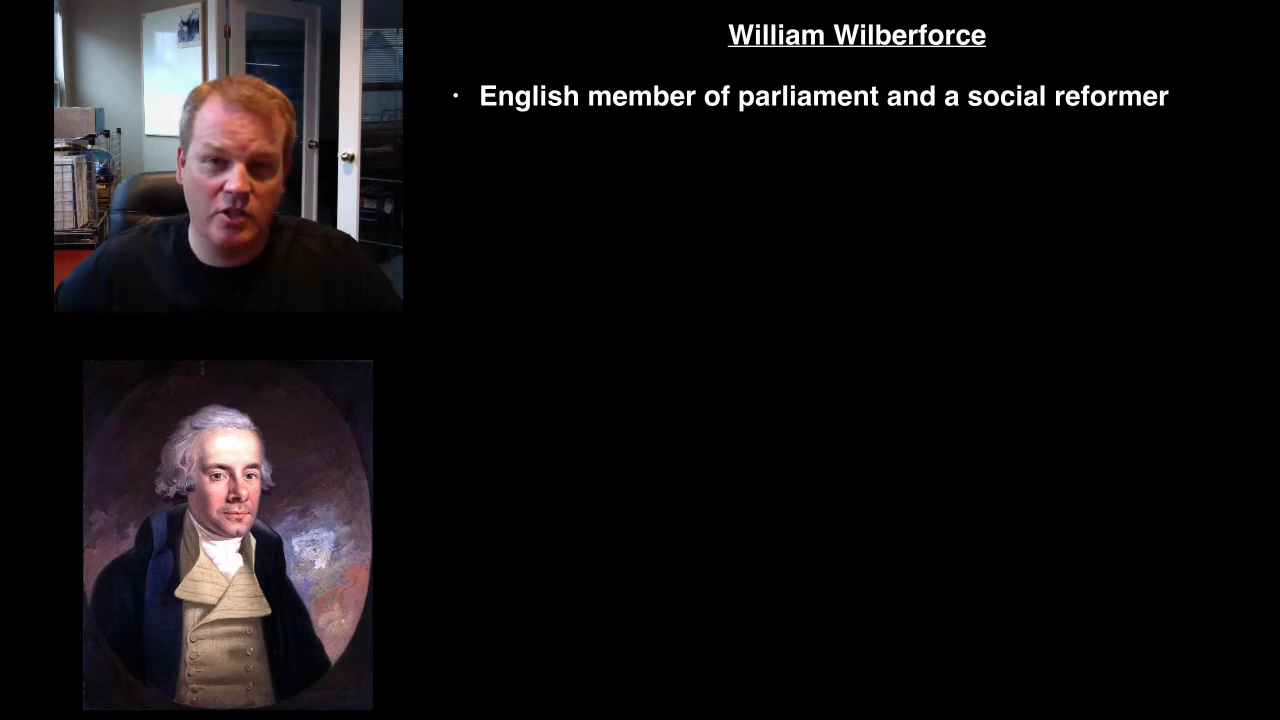 William Wilberforce
· English member of parliament and a social reformer